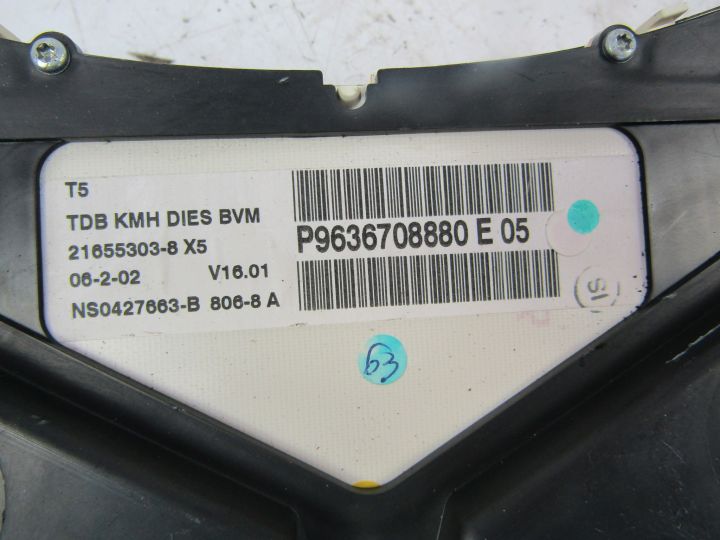 T5
TDB KMH DIES BVM
21655303-8 X5
06-2-02 V16.01
NS0427663-B 806-8 A
P9636708880 E 05
63